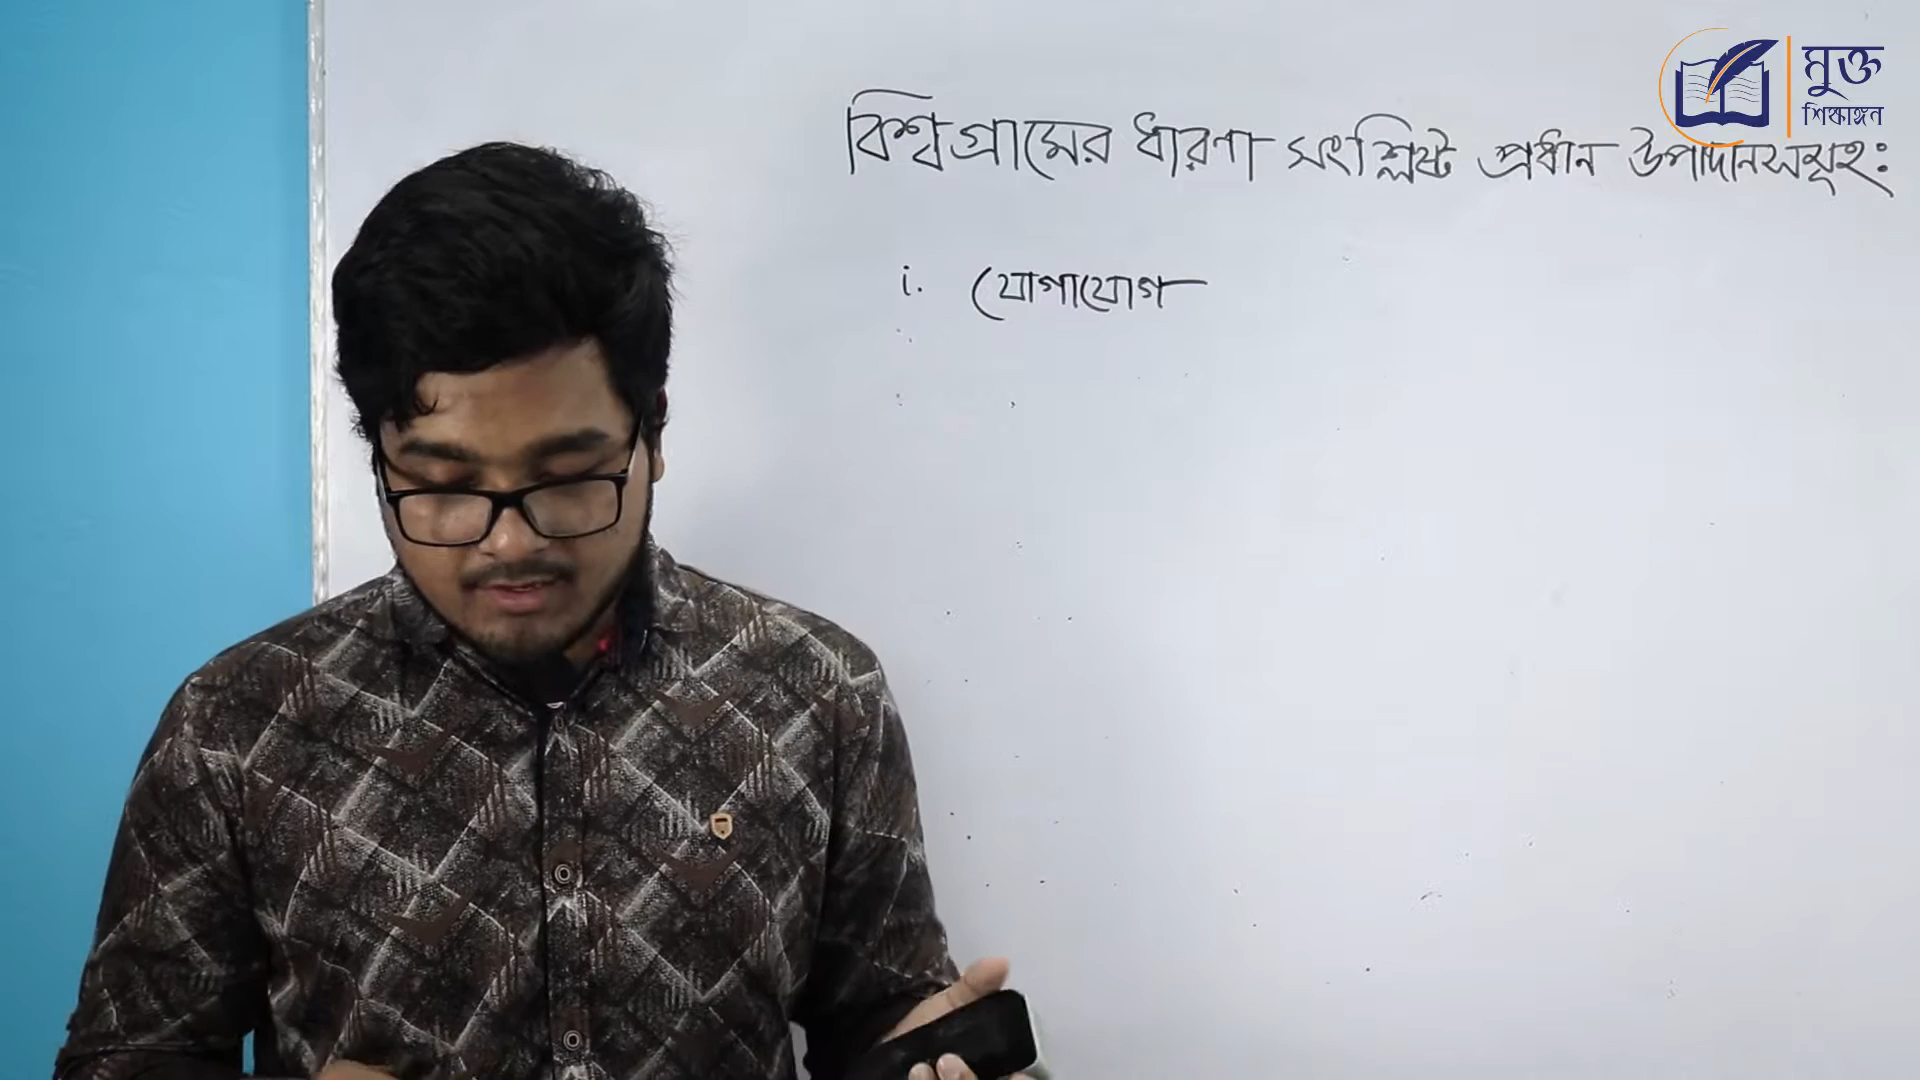 মুক্ত
শিক্ষাঙ্গন
বিশ্বগ্রামের ধারণা সংশ্লিষ্ট প্রধান উপাদানসমূহঃ
i. যোগাযোগ